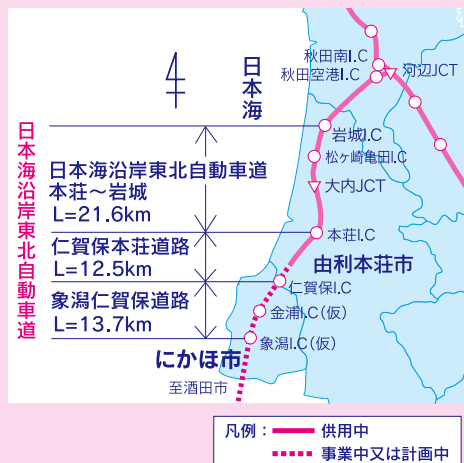 秋田南I.C
秋田空港I.C
河辺JCT
日本海
岩城I.C
松ヶ崎亀田I.C
大内JCT
本荘I.C
由利本荘市
仁賀保I.C
金浦I.C(仮)
象潟I.C(仮)
にかほ市
至酒田市
日本海沿岸東北自動車道
日本海沿岸東北自動車道
本荘～岩城
L=21.6km
仁賀保本荘道路
L=12.5km
象潟仁賀保道路
L=13.7km
凡例：供用中
事業中又は計画中